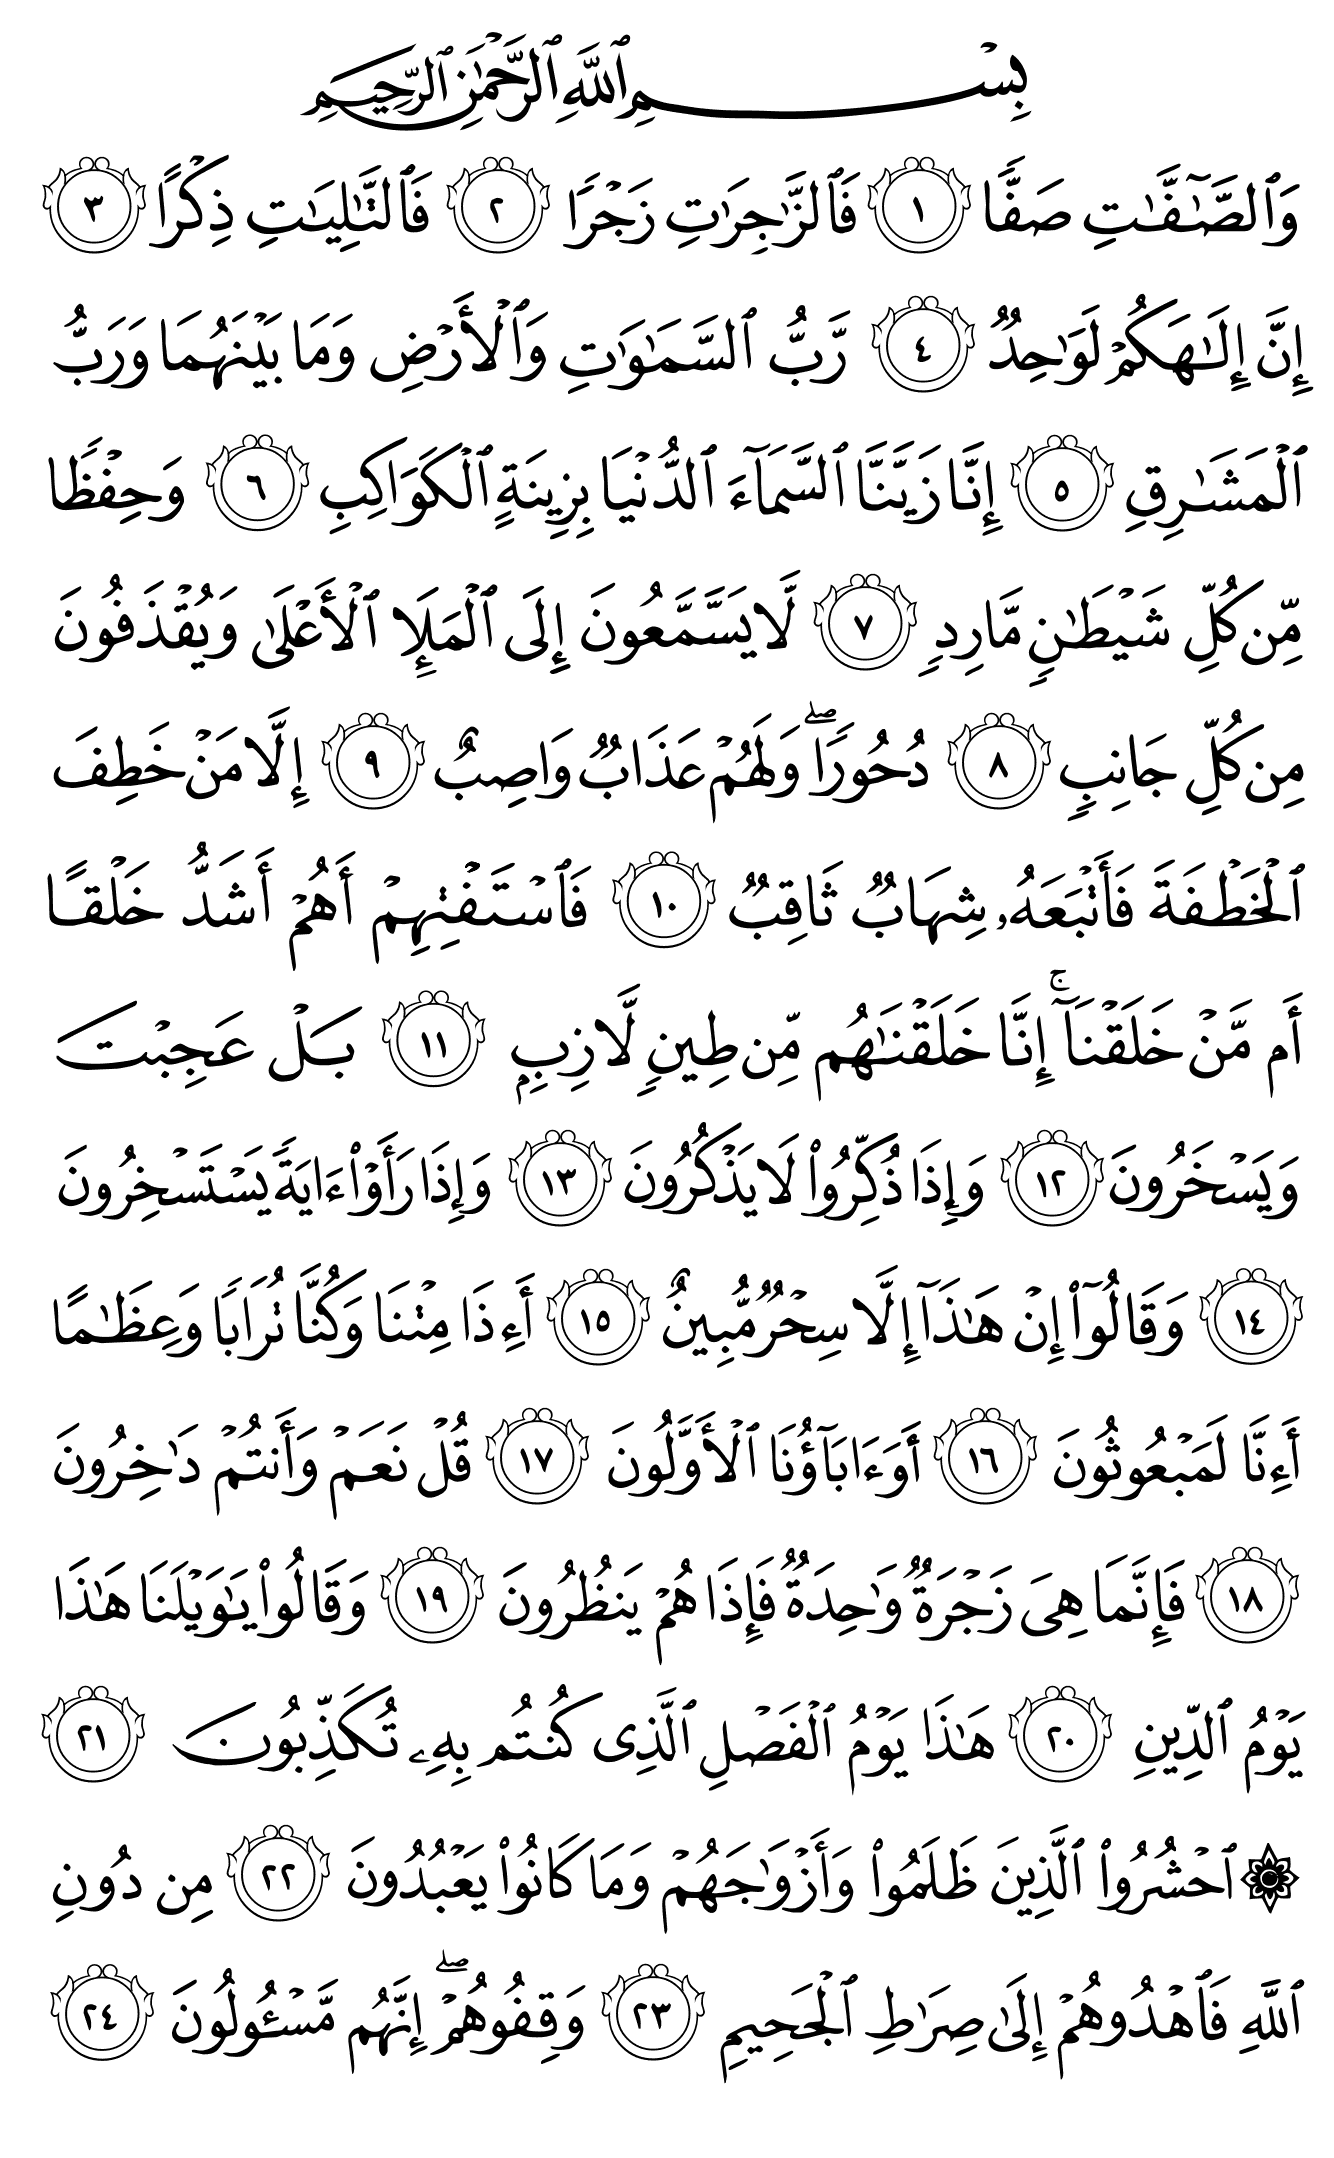 بِسْمِ ٱللَّهِ ٱلرَّحْمَٰنِ ٱلرَّحِيمِ
وَٱلصَّـٰٓفَّـٰتِ صَفًّا ١ فَٱلزَّٰجِرَٰتِ زَجْرًا ٢ فَٱلتَّـٰلِيَـٰتِ ذِكْرًا ٣
إِنَّ إِلَـٰهَكُمْ لَوَٰحِدٌ ٤ رَّبُّ ٱلسَّمَـٰوَٰتِ وَٱلْأَرْضِ وَمَا بَيْنَهُمَا وَرَبُّ
ٱلْمَشَـٰرِقِ ٥ إِنَّا زَيَّنَّا ٱلسَّمَآءَ ٱلدُّنْيَا بِزِينَةٍ ٱلْكَوَاكِبِ ٦ وَحِفْظًا
مِّن كُلِّ شَيْطَـٰنٍ مَّارِدٍ ٧ لَّا يَسَّمَّعُونَ إِلَى ٱلْمَلَإِ ٱلْأَعْلَىٰ وَيُقْذَفُونَ
مِن كُلِّ جَانِبٍ ٨ دُحُورًا ۖ وَلَهُمْ عَذَابٌ وَاصِبٌ ٩ إِلَّا مَنْ خَطِفَ
ٱلْخَطْفَةَ فَأَتْبَعَهُۥ شِهَابٌ ثَاقِبٌ ١٠ فَٱسْتَفْتِهِمْ أَهُمْ أَشَدُّ خَلْقًا
أَم مَّنْ خَلَقْنَآ ۚ إِنَّا خَلَقْنَـٰهُم مِّن طِينٍ لَّازِبٍۭ ١١ بَلْ عَجِبْتَ
وَيَسْخَرُونَ ١٢ وَإِذَا ذُكِّرُوا۟ لَا يَذْكُرُونَ ١٣ وَإِذَا رَأَوْا۟ ءَايَةً يَسْتَسْخِرُونَ
١٤ وَقَالُوٓا۟ إِنْ هَـٰذَآ إِلَّا سِحْرٌ مُّبِينٌ ١٥ أَءِذَا مِتْنَا وَكُنَّا تُرَابًا وَعِظَـٰمًا
أَءِنَّا لَمَبْعُوثُونَ ١٦ أَوَءَابَآؤُنَا ٱلْأَوَّلُونَ ١٧ قُلْ نَعَمْ وَأَنتُمْ دَٰخِرُونَ
١٨ فَإِنَّمَا هِىَ زَجْرَةٌ وَٰحِدَةٌ فَإِذَا هُمْ يَنظُرُونَ ١٩ وَقَالُوا۟ يَـٰوَيْلَنَا هَـٰذَا
يَوْمُ ٱلدِّينِ ٢٠ هَـٰذَا يَوْمُ ٱلْفَصْلِ ٱلَّذِى كُنتُم بِهِۦ تُكَذِّبُونَ ٢١
۞ ٱحْشُرُوا۟ ٱلَّذِينَ ظَلَمُوا۟ وَأَزْوَٰجَهُمْ وَمَا كَانُوا۟ يَعْبُدُونَ ٢٢ مِن دُونِ
ٱللَّهِ فَٱهْدُوهُمْ إِلَىٰ صِرَٰطِ ٱلْجَحِيمِ ٢٣ وَقِفُوهُمْ ۖ إِنَّهُم مَّسْـُٔولُونَ ٢٤